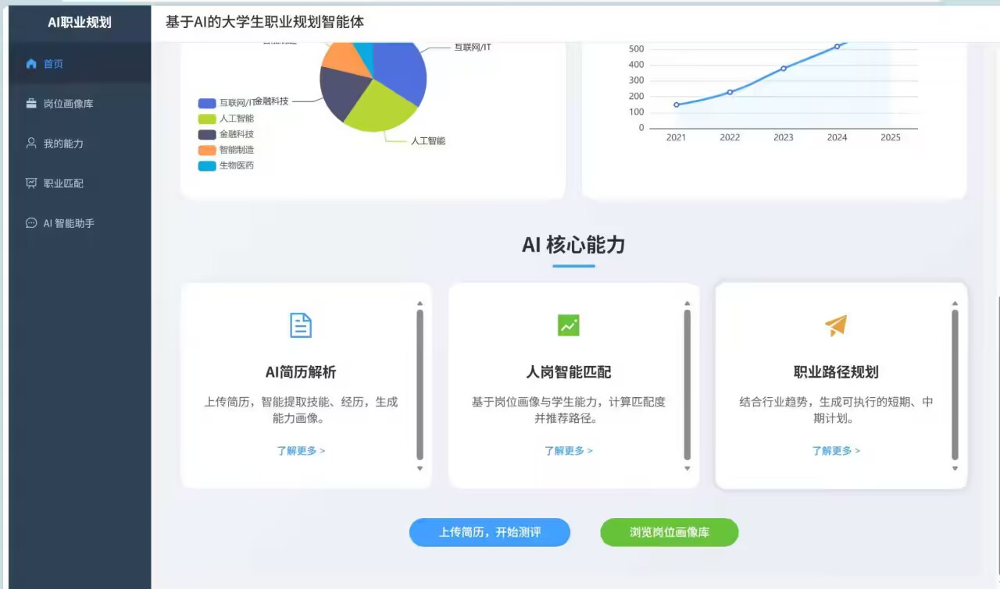 AI职业规划
基于AI的大学生职业规划智能体
首页
岗位画像库
我的能力
职业匹配
AI 智能助手
互联网/IT
金融科技
人工智能
互联网/IT
人工智能
金融科技
智能制造
生物医药
500
400
300
200
100
0
2021
2022
2023
2024
2025
AI 核心能力
AI简历解析
上传简历，智能提取技能、经历，生成
能力画像。
了解更多 >
人岗智能匹配
基于岗位画像与学生能力，计算匹配度
并推荐路径。
了解更多 >
职业路径规划
结合行业趋势，生成可执行的短期、中
期计划。
了解更多 >
上传简历，开始测评
浏览岗位画像库